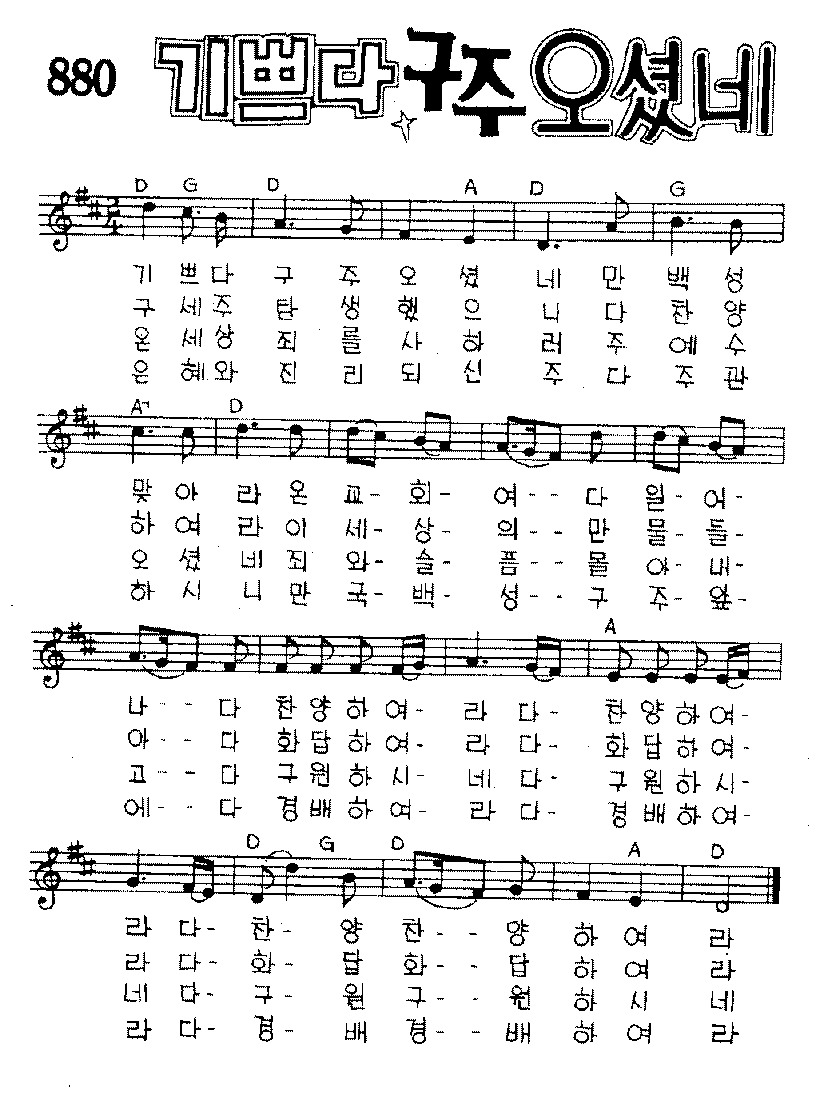 880 기쁘다 구주 오셨네
D G D A D G
기 쁘 다 구 주 오 셨 네 만 백 성
구 세 주 탄 생 했 으 니 다 찬 양
온 세 상 죄 를 사 하 러 주 예 수
은 혜 와 진 리 되 신 주 다 주 관
A7 D
맞 아 라 온 교 - 회 - 여 - - 다 일 - 어 -
하 여 라 이 세 - 상 - 의 - - 만 물 - 들 -
오 셨 네 죄 와 - 슬 - 픔 - - 몰 아 - 내 -
하 시 니 만 국 - 백 - 성 - - 구 주 - 앞 -
A
나 - - 다 찬 양 하 여 - 라 다 - 찬 양 하 여 -
아 - - 다 화 답 하 여 - 라 다 - 화 답 하 여 -
고 - - 다 구 원 하 시 - 네 다 - 구 원 하 시 -
에 - - 다 경 배 하 여 - 라 다 - 경 배 하 여 -
D G D A D
라 다 - 찬 - 양 찬 - - 양 하 여 라
라 다 - 화 - 답 화 - - 답 하 여 라
네 다 - 구 - 원 구 - - 원 하 시 네
라 다 - 경 - 배 경 - - 배 하 여 라